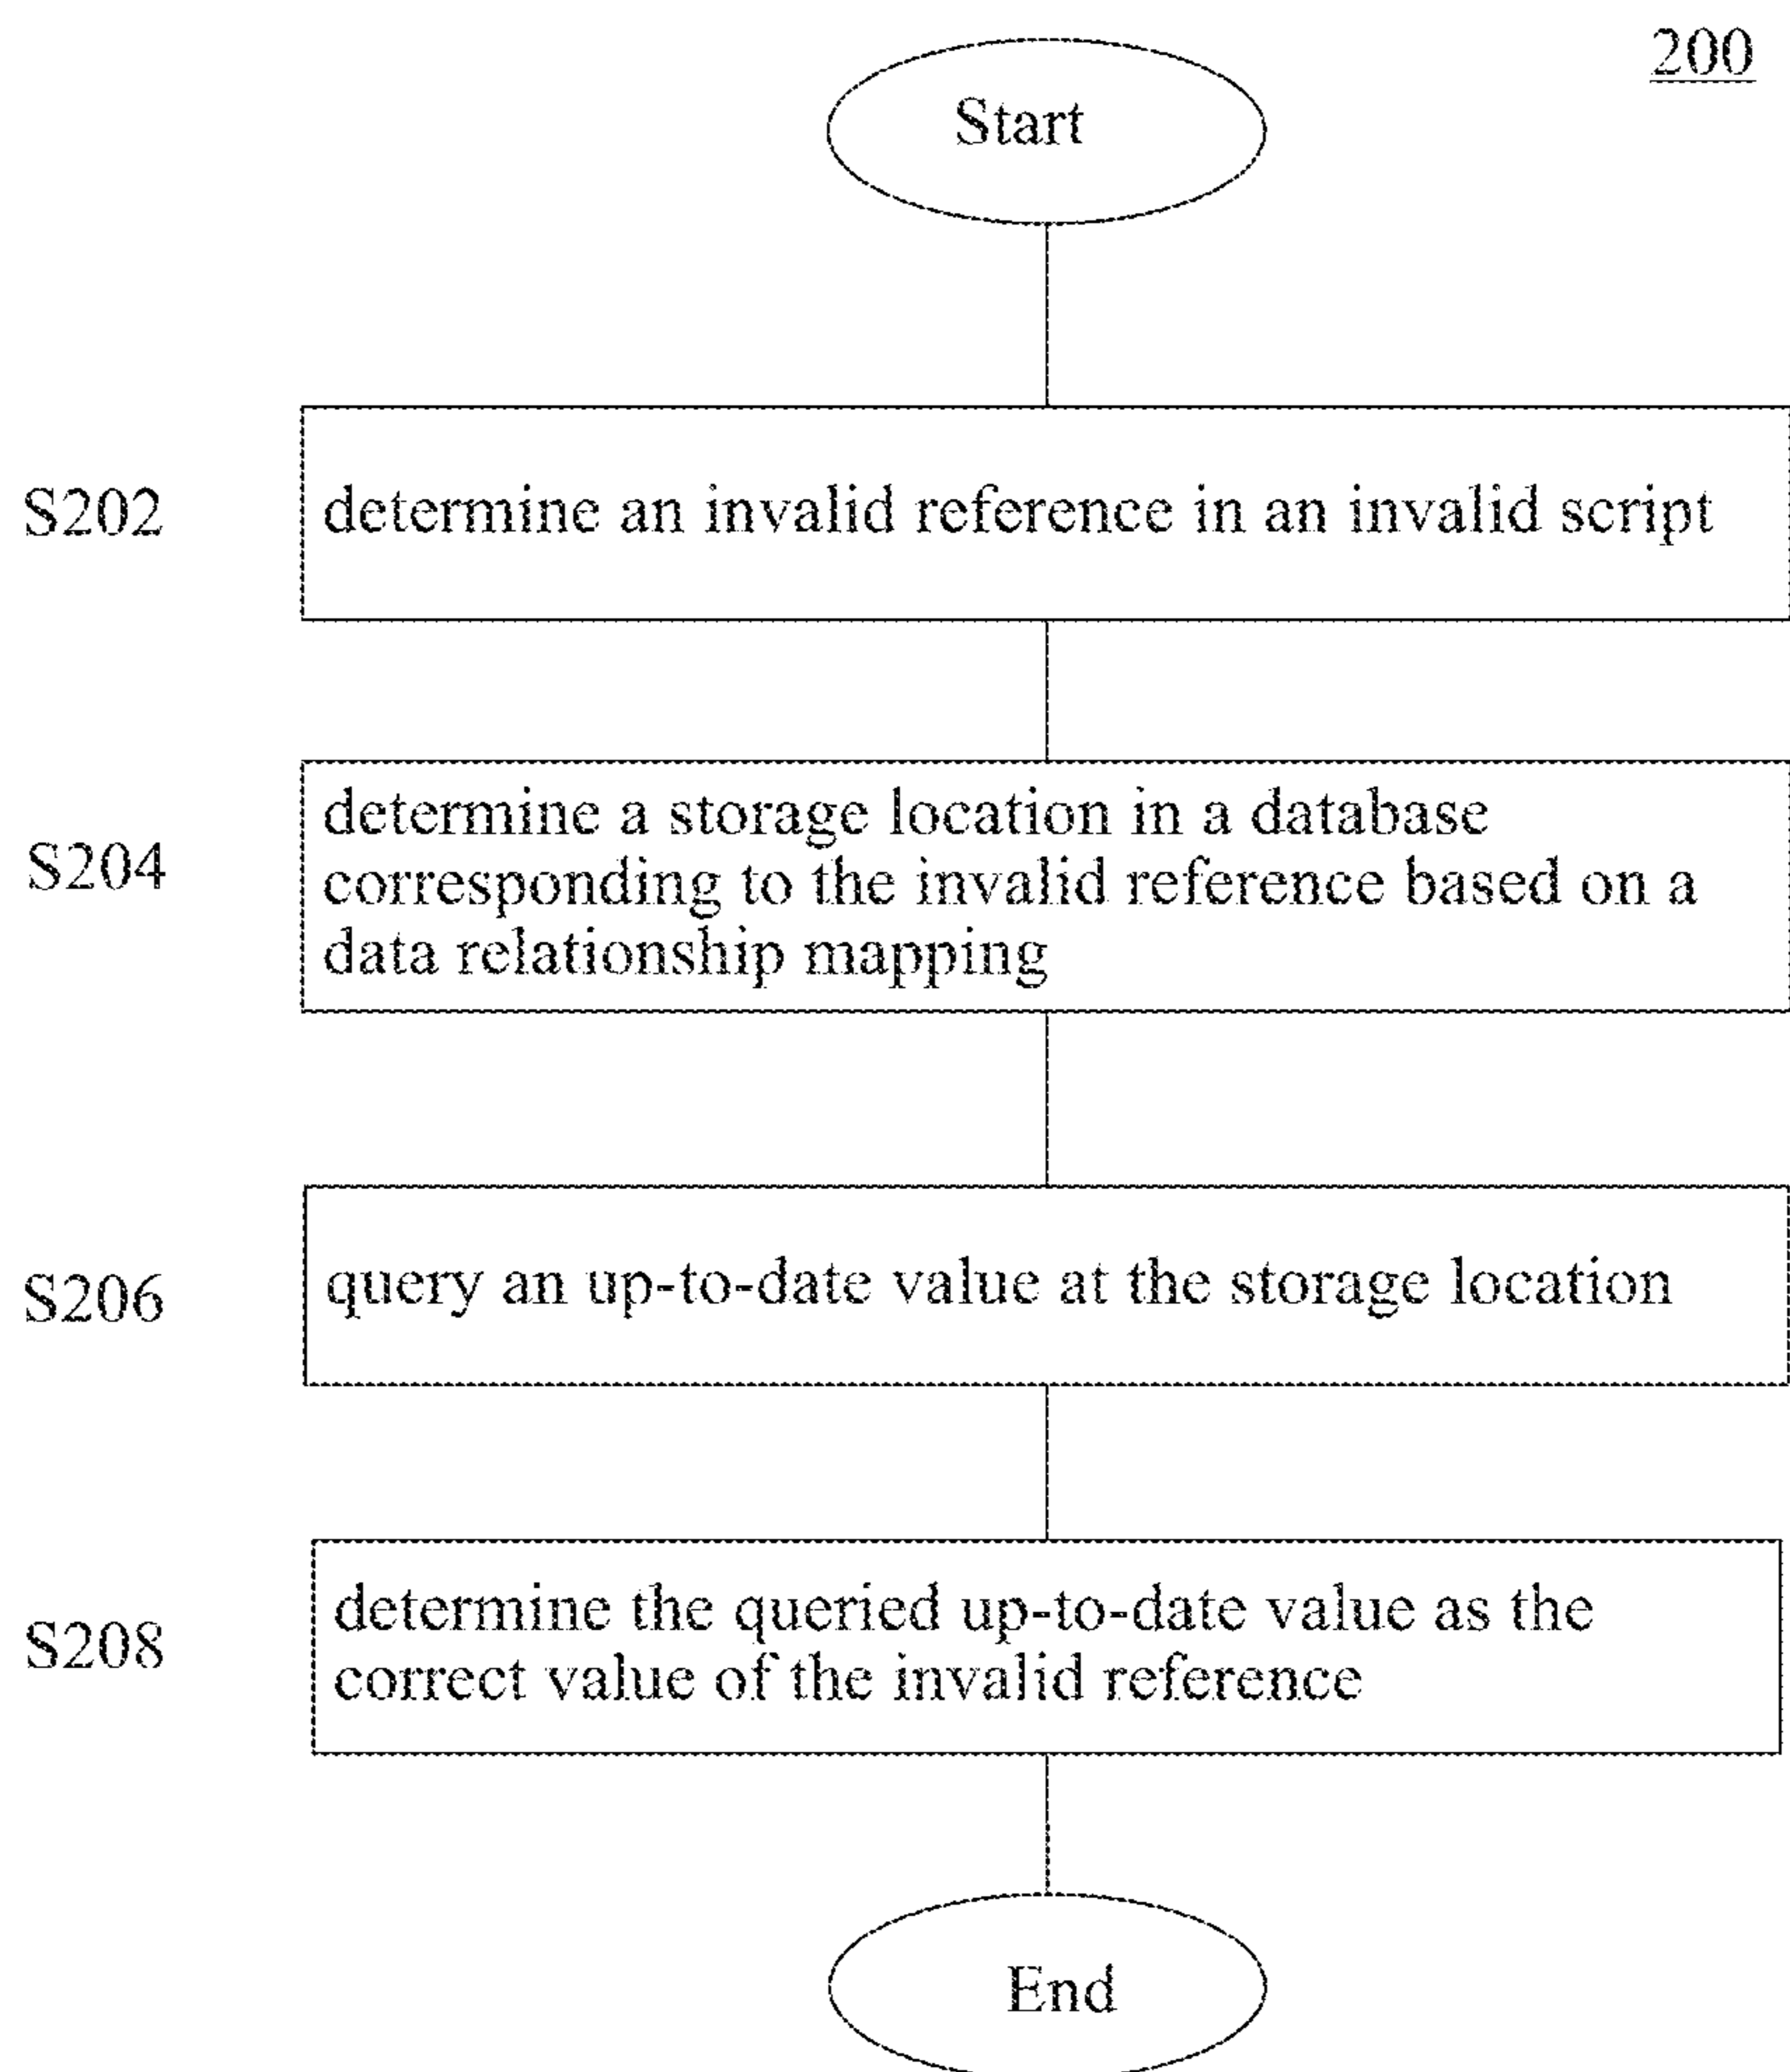 200
Start
S202
determine an invalid reference in an invalid script
S204
determine a storage location in a database
corresponding to the invalid reference based on a
data relationship mapping
S206
query an up-to-date value at the storage location
S208
determine the queried up-to-date value as the
correct value of the invalid reference
End